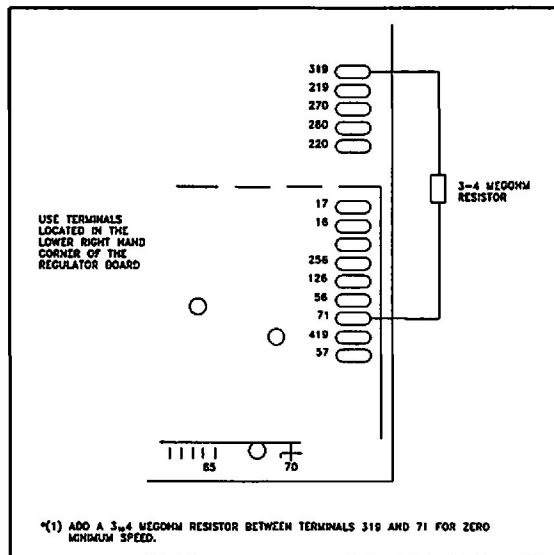 319
219
270
260
220
3-4 MEGOHM
RESISTOR
17
16
USE TERMINALS
LOCATED IN THE
LOWER RIGHT HAND
CORNER OF THE
REGULATOR BOARD
256
126
56
71
419
57
65
70
*(1) ADD A 3-4 MEGOHM RESISTOR BETWEEN TERMINALS 319 AND 71 FOR ZERO
MINIMUM SPEED.